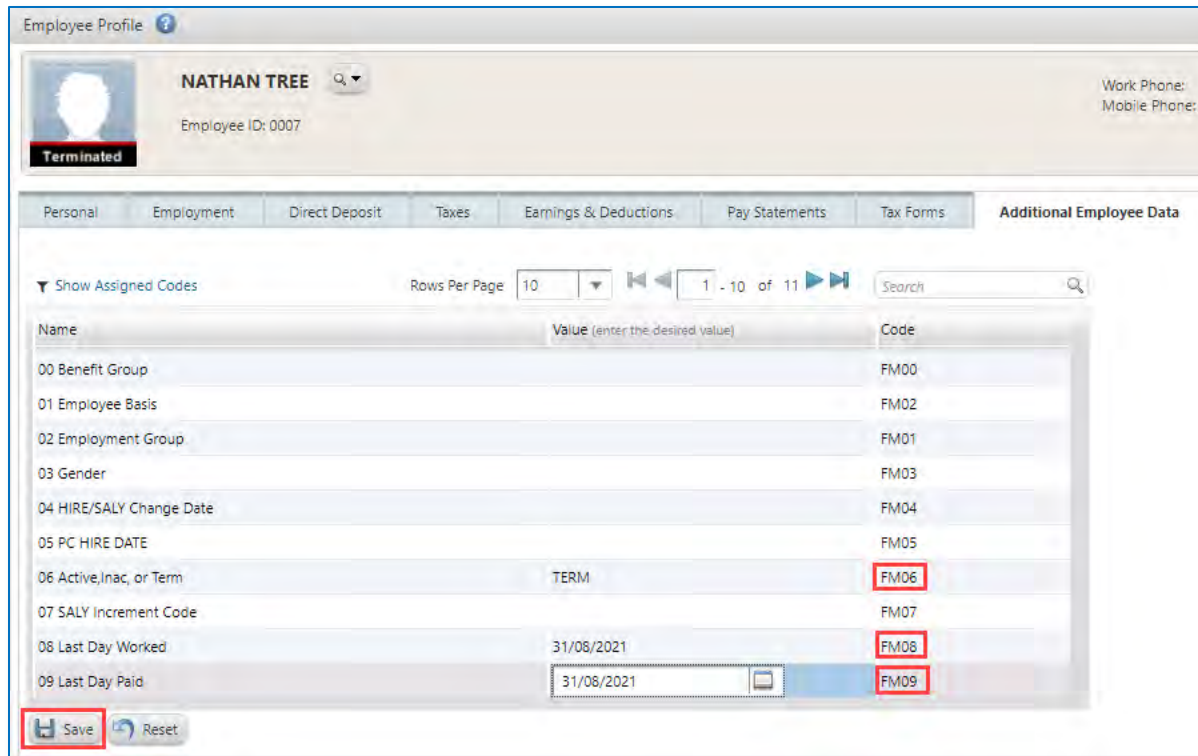 Employee Profile ?
NATHAN TREE
Work Phone:
Mobile Phone:
Employee ID: 0007
Terminated
Personal Employment Direct Deposit Taxes Earnings & Deductions Pay Statements Tax Forms Additional Employee Data
Show Assigned Codes Rows Per Page 10 1 - 10 of 11 Search
Name Value (enter the desired value) Code
00 Benefit Group FM00
01 Employee Basis FM02
02 Employment Group FM01
03 Gender FM03
04 HIRE/SALY Change Date FM04
05 PC HIRE DATE FM05
06 Active,Inac, or Term TERM FM06
07 SALY Increment Code FM07
08 Last Day Worked 31/08/2021 FM08
09 Last Day Paid 31/08/2021 FM09
Save Reset